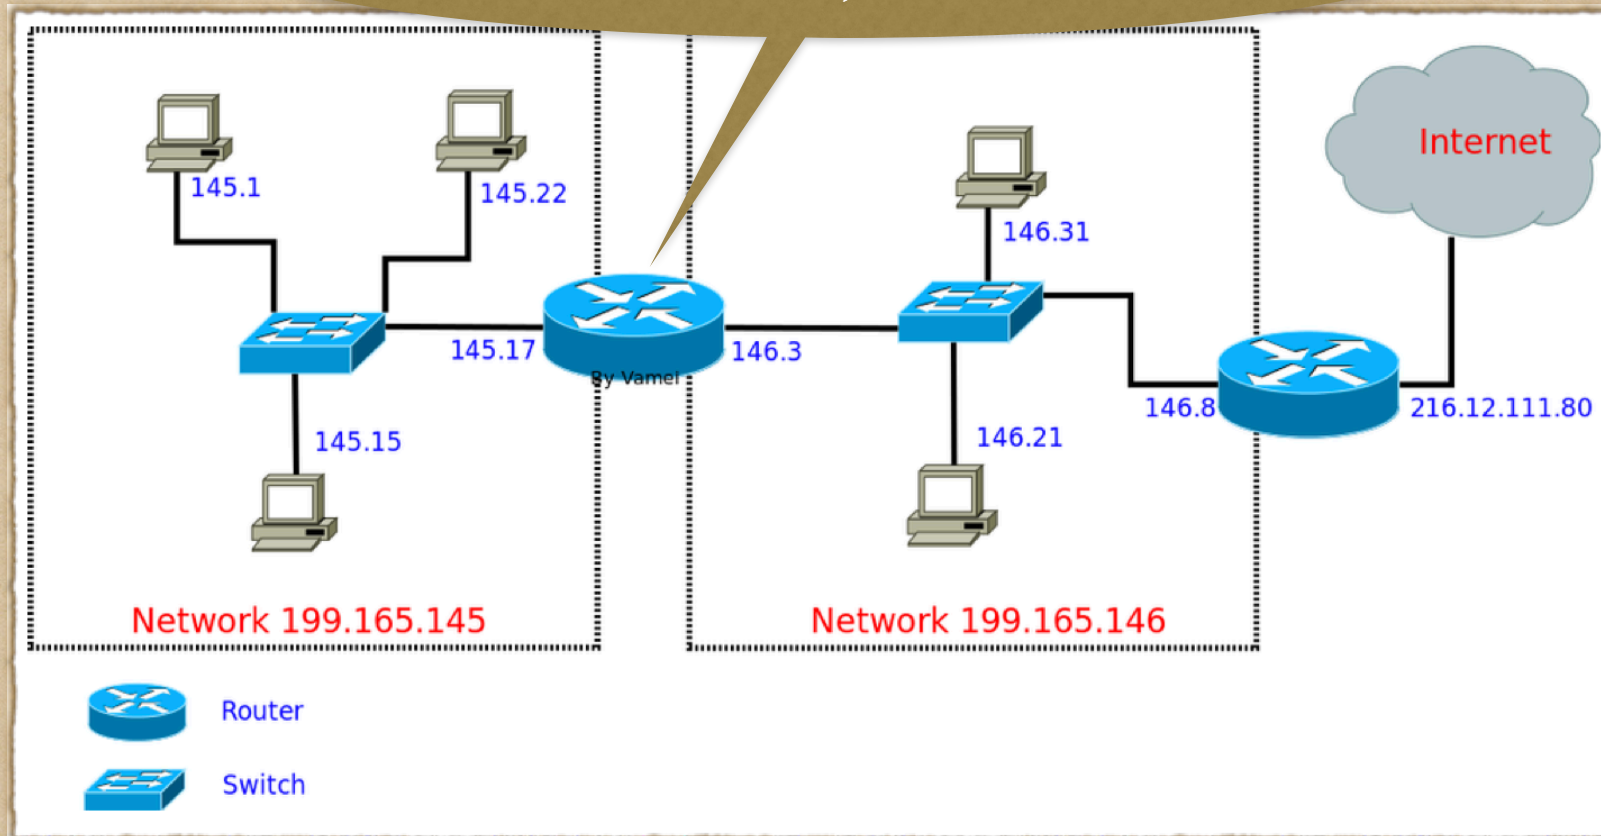 Internet
145.1
145.22
146.31
145.17
146.3
By Vamei
146.8
216.12.111.80
145.15
146.21
Network 199.165.145
Network 199.165.146
Router
Switch